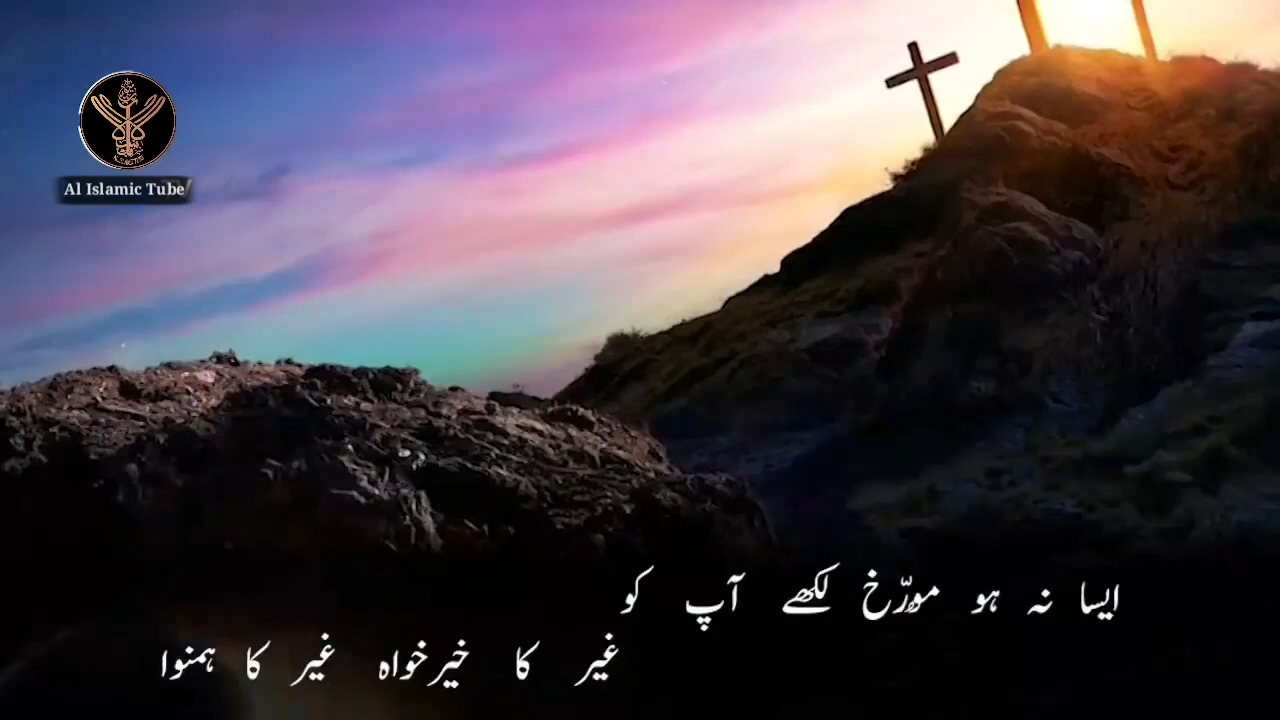 Al Islamic Tube
ایسا نہ ہو مورّخ لکھے آپ کو
غیر کا خیرخواہ غیر کا ہمنوا